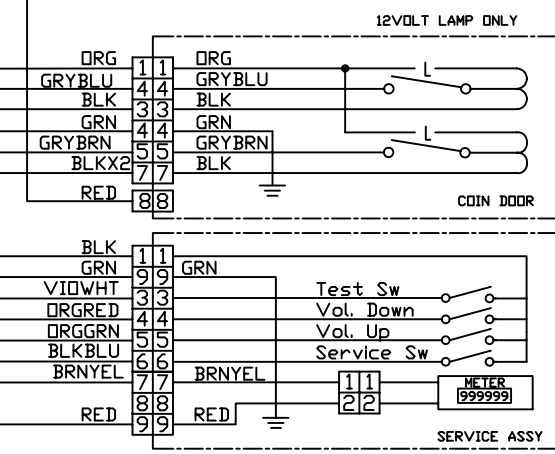 12VOLT LAMP ONLY
ORG 1 1 ORG L
GRYBLU 4 4 GRYBLU
BLK 3 3 BLK
GRN 4 4 GRN L
GRYBRN 5 5 GRYBRN
BLKX2 7 7 BLK
RED 8 8
COIN DOOR
BLK 1 1
GRN 9 9 GRN
VIOWHT 3 3 Test Sw
ORGRED 4 4 Vol. Down
ORGGRN 5 5 Vol. Up
BLKBLU 6 6 Service Sw
BRNYEL 7 7 BRNYEL 1 1 METER
8 8 2 2 999999
RED 9 9 RED
SERVICE ASSY